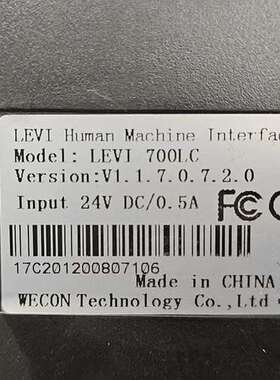 LEVI Human Machine Interfac
Model: LEVI 700LC
Version:V1.1.7.0.7.2.0
Input 24V DC/0.5A FC
17C201200807106
Made in CHINA
WECON Technology Co.,Ltd